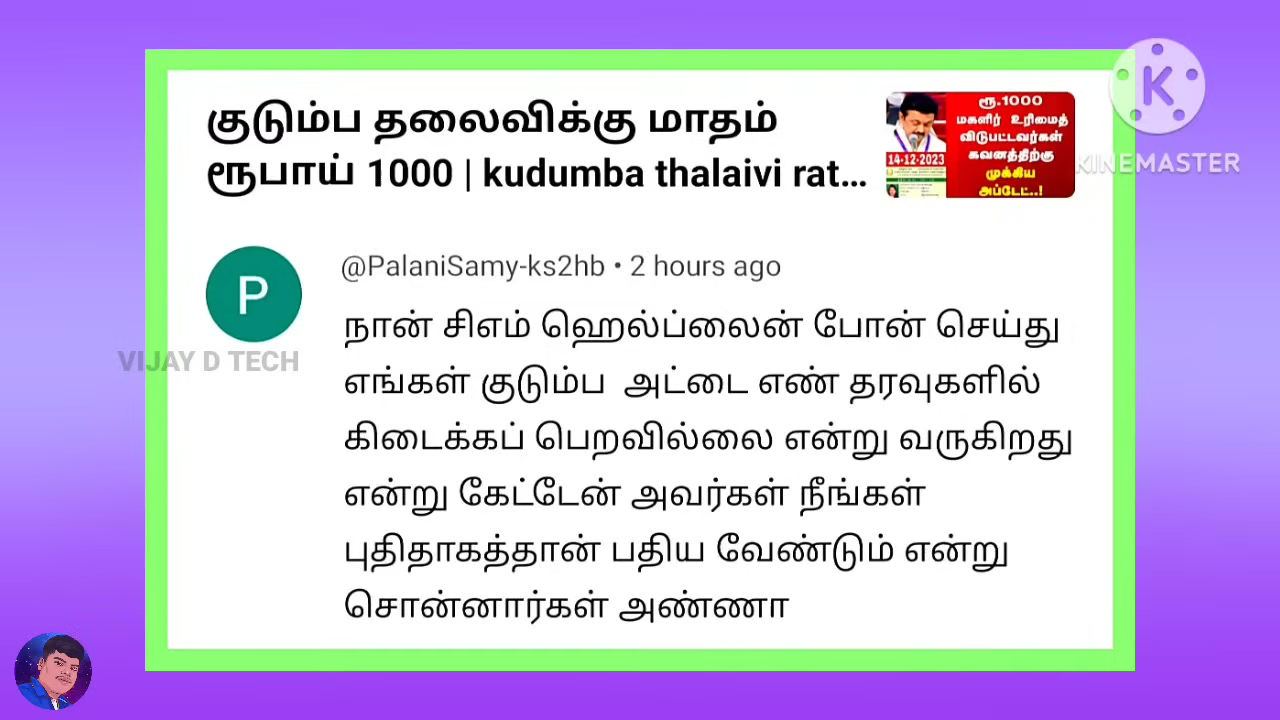 குடும்ப தலைவிக்கு மாதம்
ரூபாய் 1000 | kudumba thalaivi rat...
ரூ.1000
மகளிர் உரிமைத்
விடுபட்டவர்கள்
கவனத்திற்கு
முக்கிய
அப்டேட்..!
14-12-2023
K
KINEMASTER
P
@PalaniSamy-ks2hb • 2 hours ago
நான் சிஎம் ஹெல்ப்லைன் போன் செய்து
எங்கள் குடும்ப அட்டை எண் தரவுகளில்
கிடைக்கப் பெறவில்லை என்று வருகிறது
என்று கேட்டேன் அவர்கள் நீங்கள்
புதிதாகத்தான் பதிய வேண்டும் என்று
சொன்னார்கள் அண்ணா
VIJAY D TECH